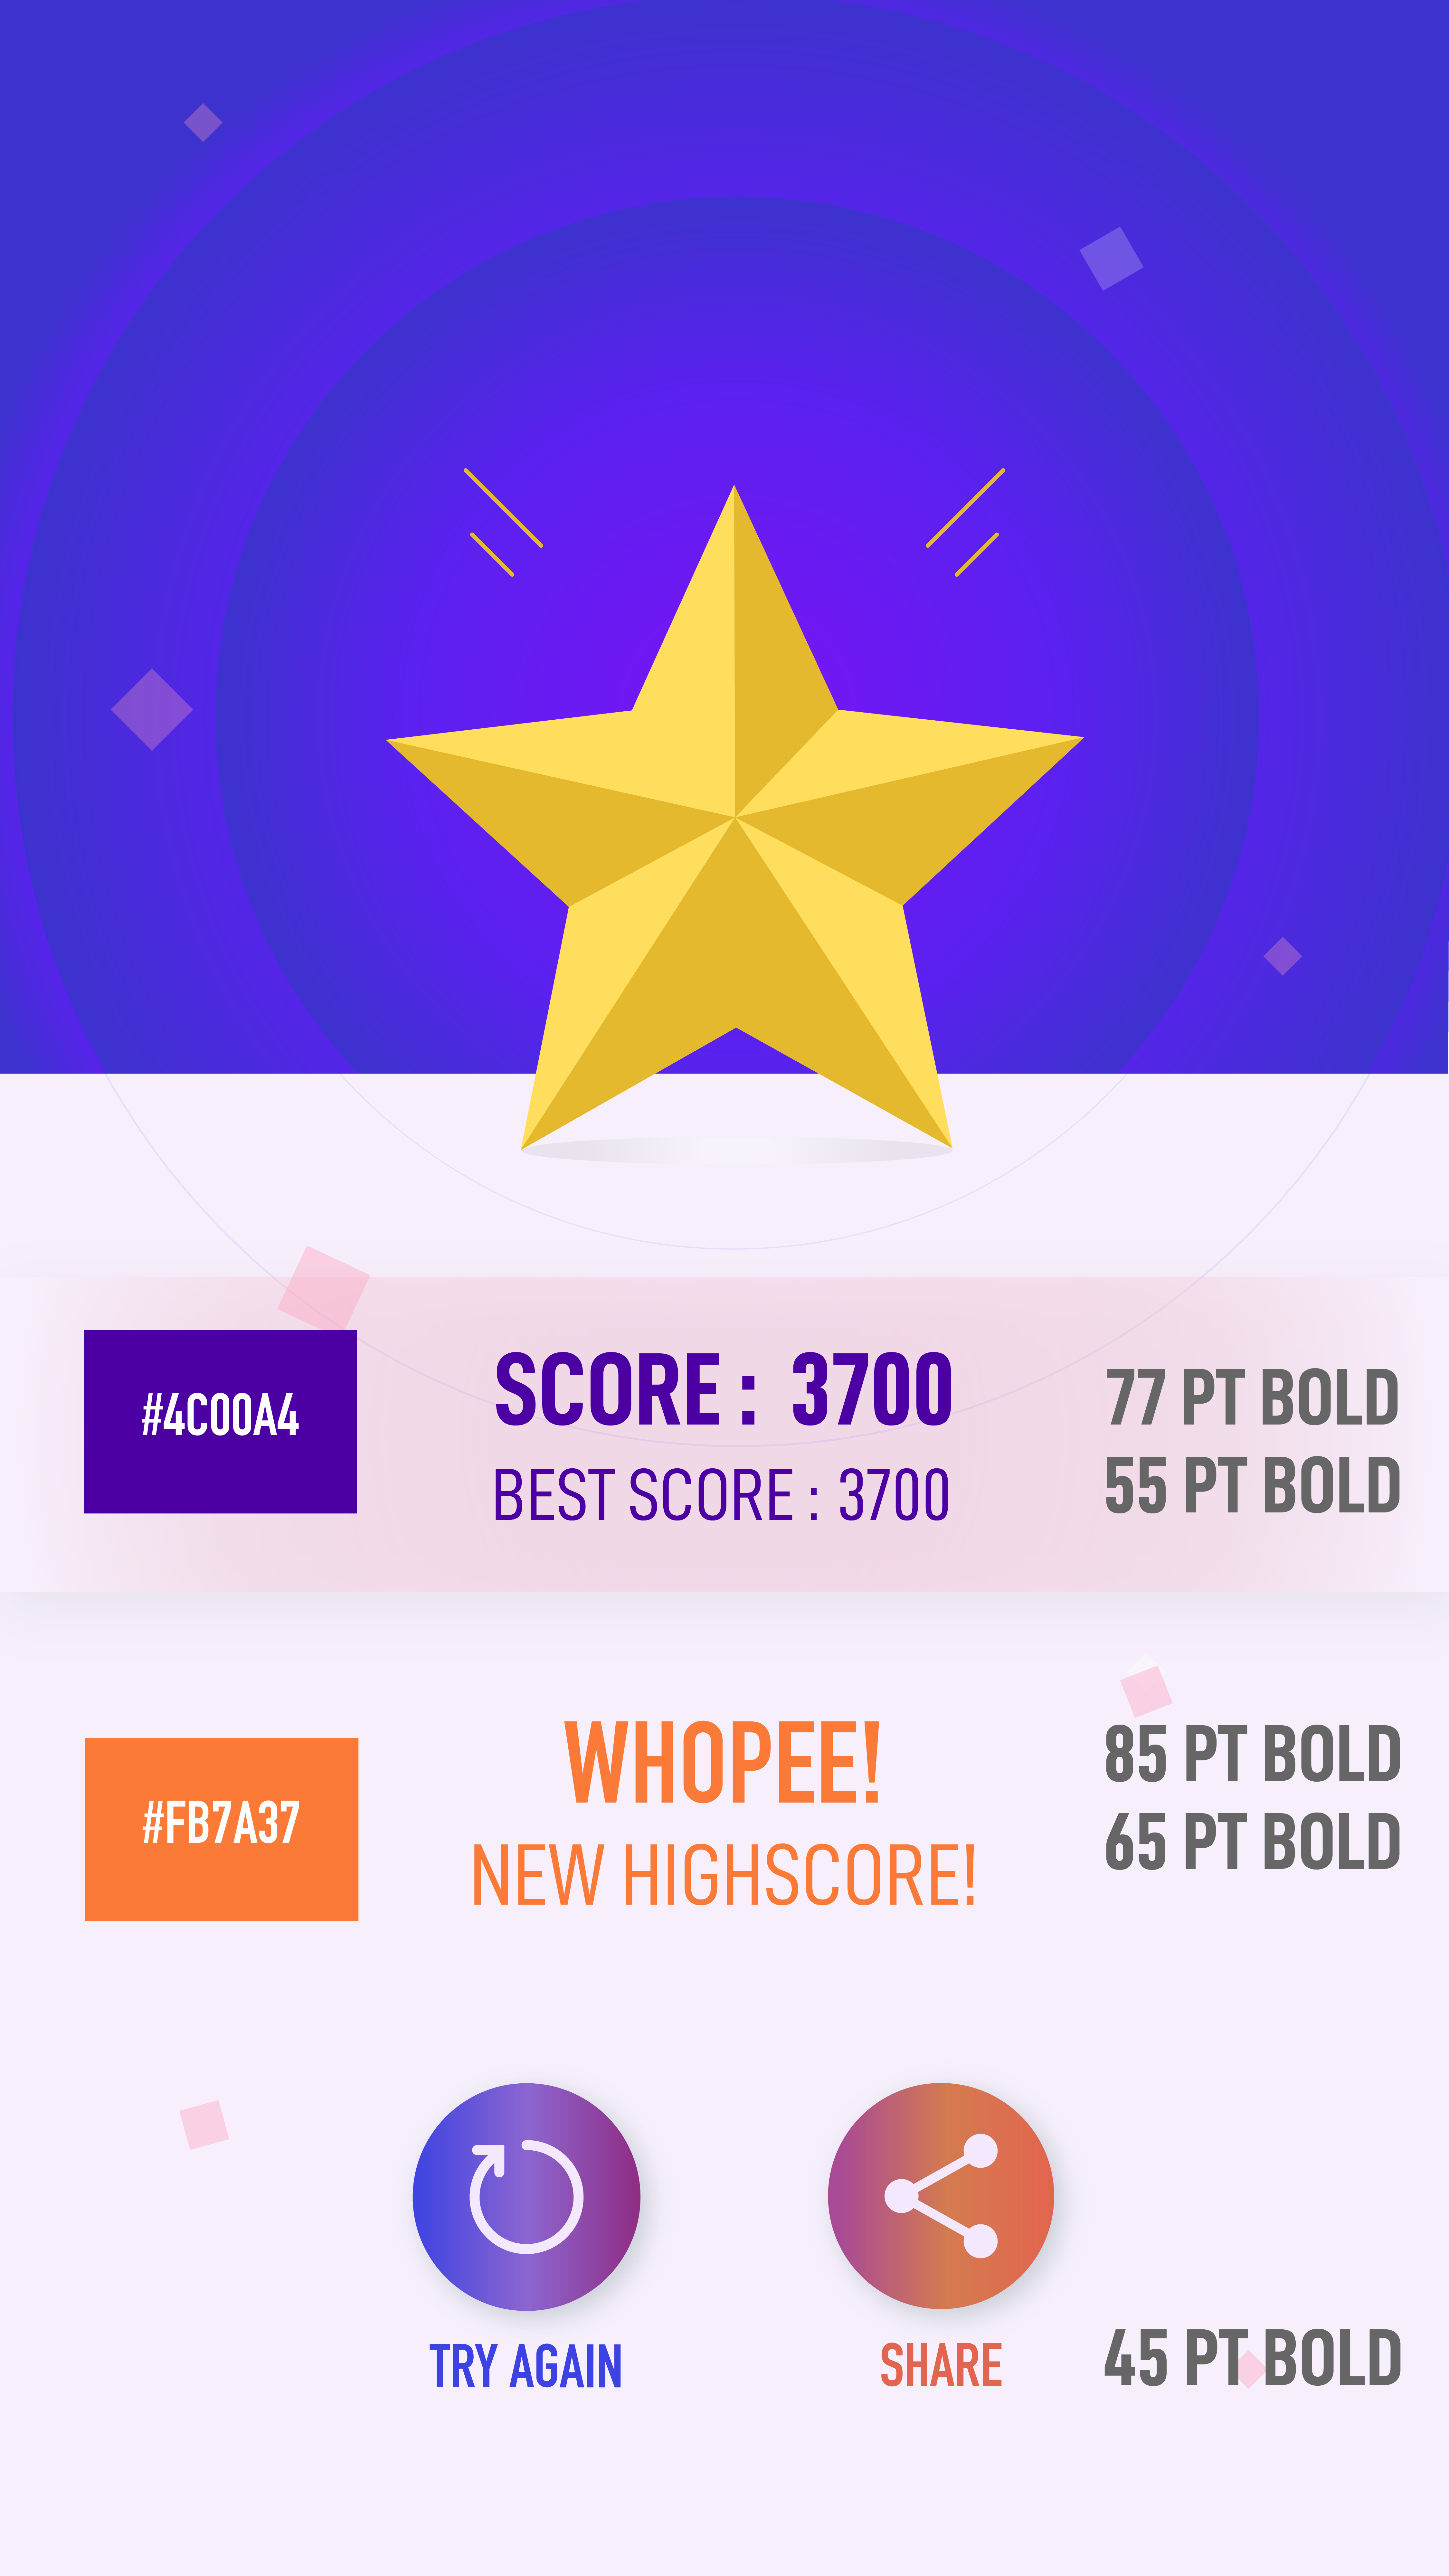 #4C00A4
SCORE : 3700
BEST SCORE : 3700
77 PT BOLD
55 PT BOLD
#FB7A37
WHOPEE!
NEW HIGHSCORE!
85 PT BOLD
65 PT BOLD
TRY AGAIN
SHARE
45 PT BOLD